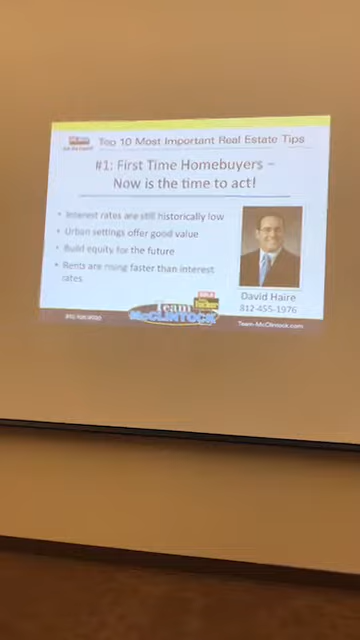 Top 10 Most Important Real Estate Tips
#1: First Time Homebuyers –
Now is the time to act!
• Interest rates are still historically low
• Urban settings offer good value
• Build equity for the future
• Rents are rising faster than interest
rates
David Haire
812-455-1976
Team
McCLINTOCK
Team-McClintock.com